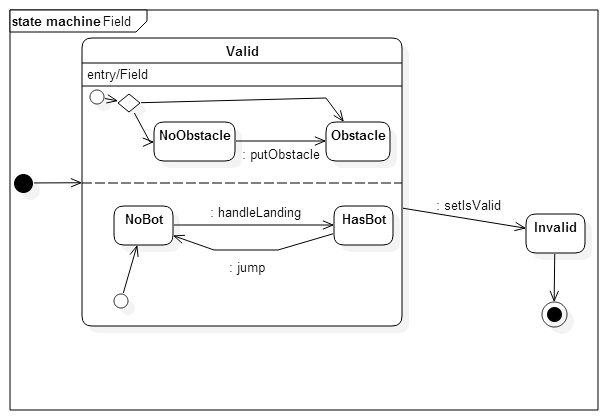 state machine Field
Valid
entry/Field
NoObstacle
Obstacle
: putObstacle
NoBot
: handleLanding
HasBot
: setIsValid
Invalid
: jump